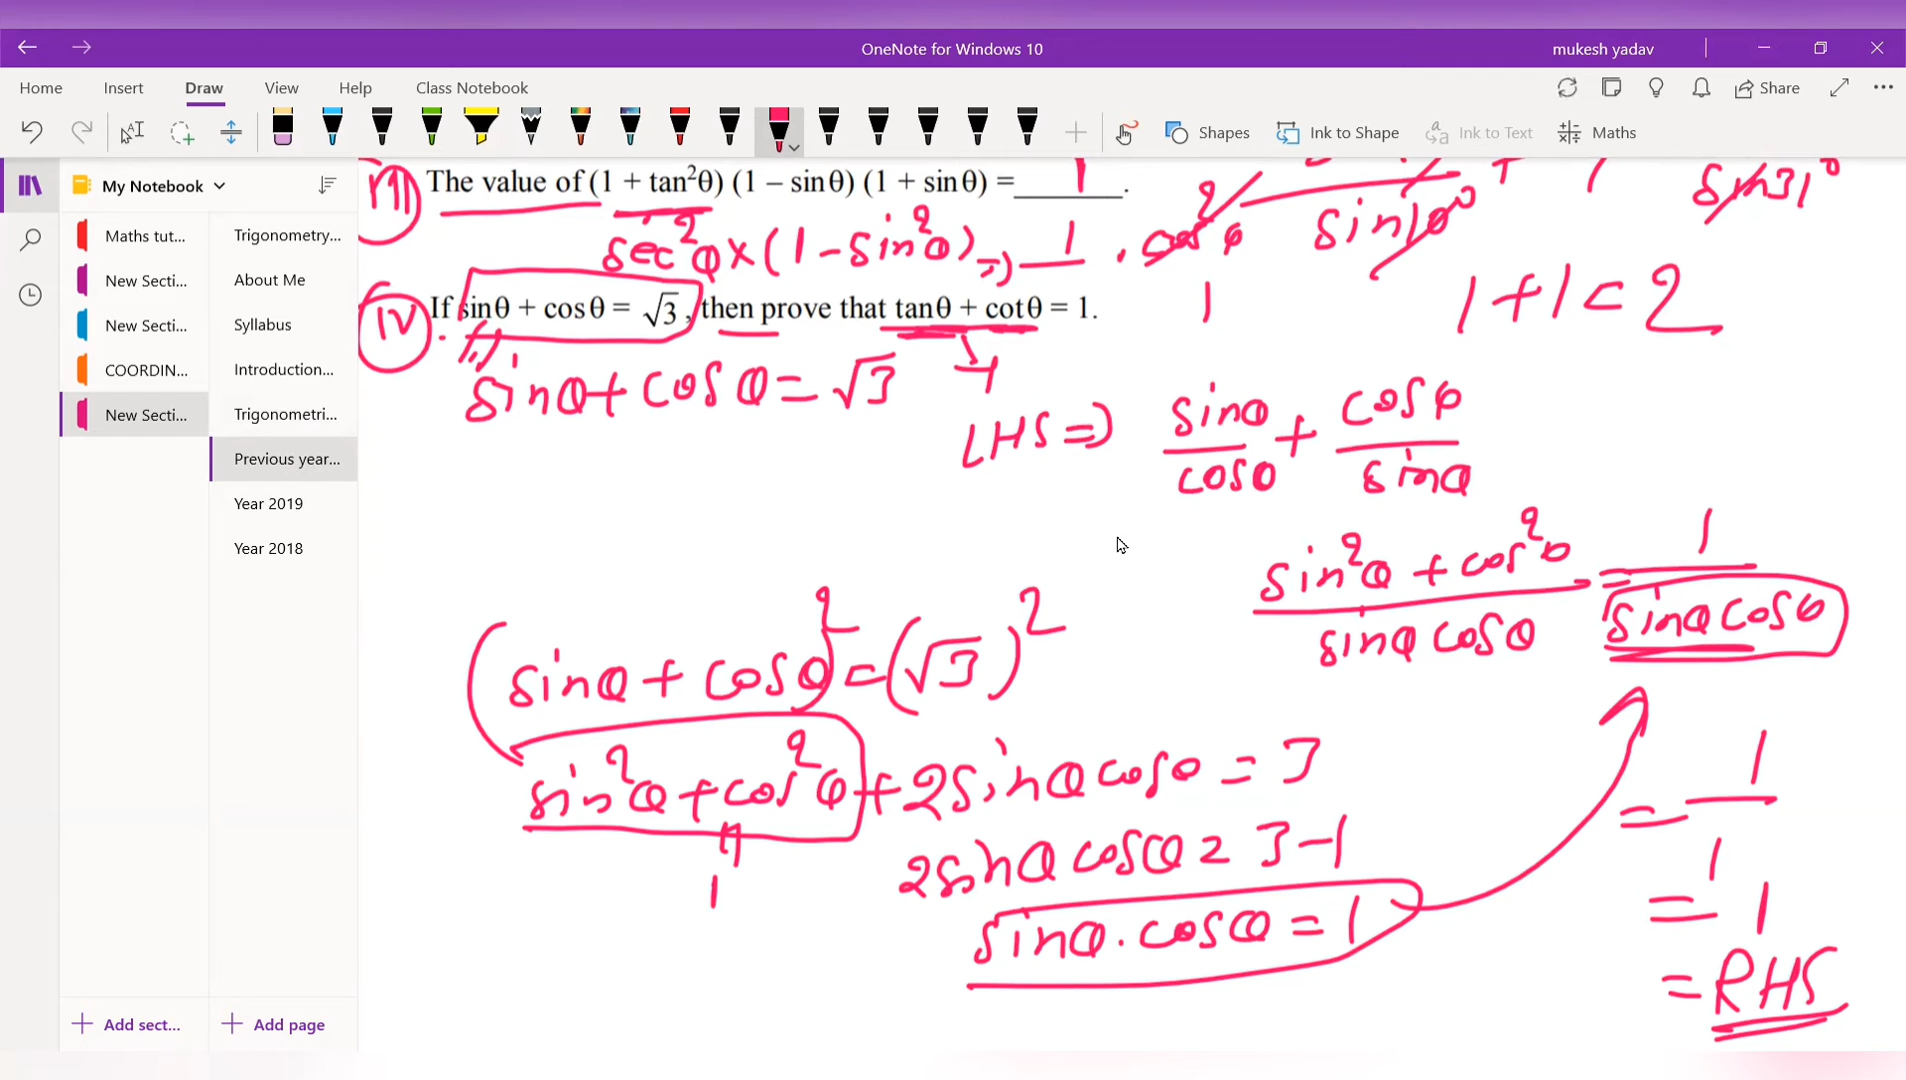 OneNote for Windows 10
mukesh yadav
Home Insert Draw View Help Class Notebook
Share
Shapes Ink to Shape Ink to Text Maths
My Notebook
Maths tut...
New Secti...
New Secti...
COORDIN...
New Secti...
Trigonometry...
About Me
Syllabus
Introduction...
Trigonometri...
Previous year...
Year 2019
Year 2018
Add sect...
Add page
The value of (1 + tan²θ) (1 – sinθ) (1 + sinθ) = 1.
sec²θ × (1 - sin²θ) ⇒ 1/cos²θ . cos²θ
1
1 + 1 = 2
iv. If sinθ + cosθ = √3, then prove that tanθ + cotθ = 1.
sinθ + cosθ = √3
LHS ⇒ sinθ/cosθ + cosθ/sinθ
(sin²θ + cos²θ)/(sinθ cosθ) = 1/(sinθ cosθ)
(sinθ + cosθ)² = (√3)²
sin²θ + cos²θ + 2sinθ cosθ = 3
1
2sinθ cosθ = 3 - 1
sinθ . cosθ = 1
= 1/1
= 1
= RHS